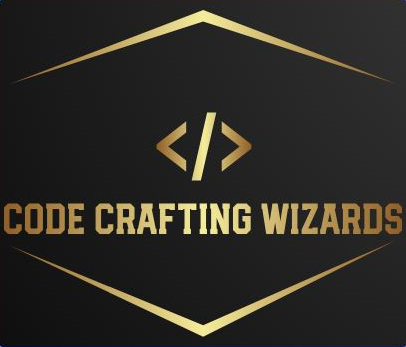 </>
CODE CRAFTING WIZARDS